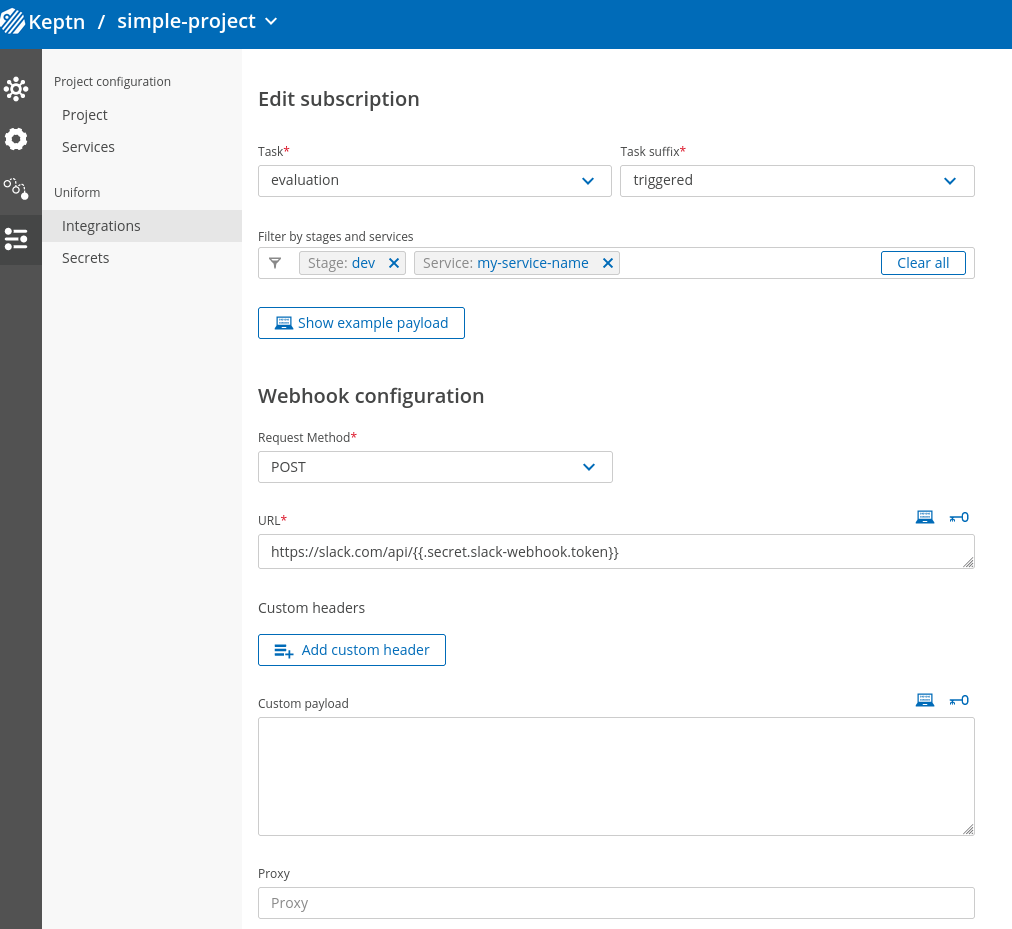 Keptn / simple-project
Project configuration
Project
Services
Uniform
Integrations
Secrets
Edit subscription
Task* Task suffix*
evaluation triggered
Filter by stages and services
Stage: dev Service: my-service-name Clear all
Show example payload
Webhook configuration
Request Method*
POST
URL*
https://slack.com/api/{{.secret.slack-webhook.token}}
Custom headers
Add custom header
Custom payload
Proxy
Proxy